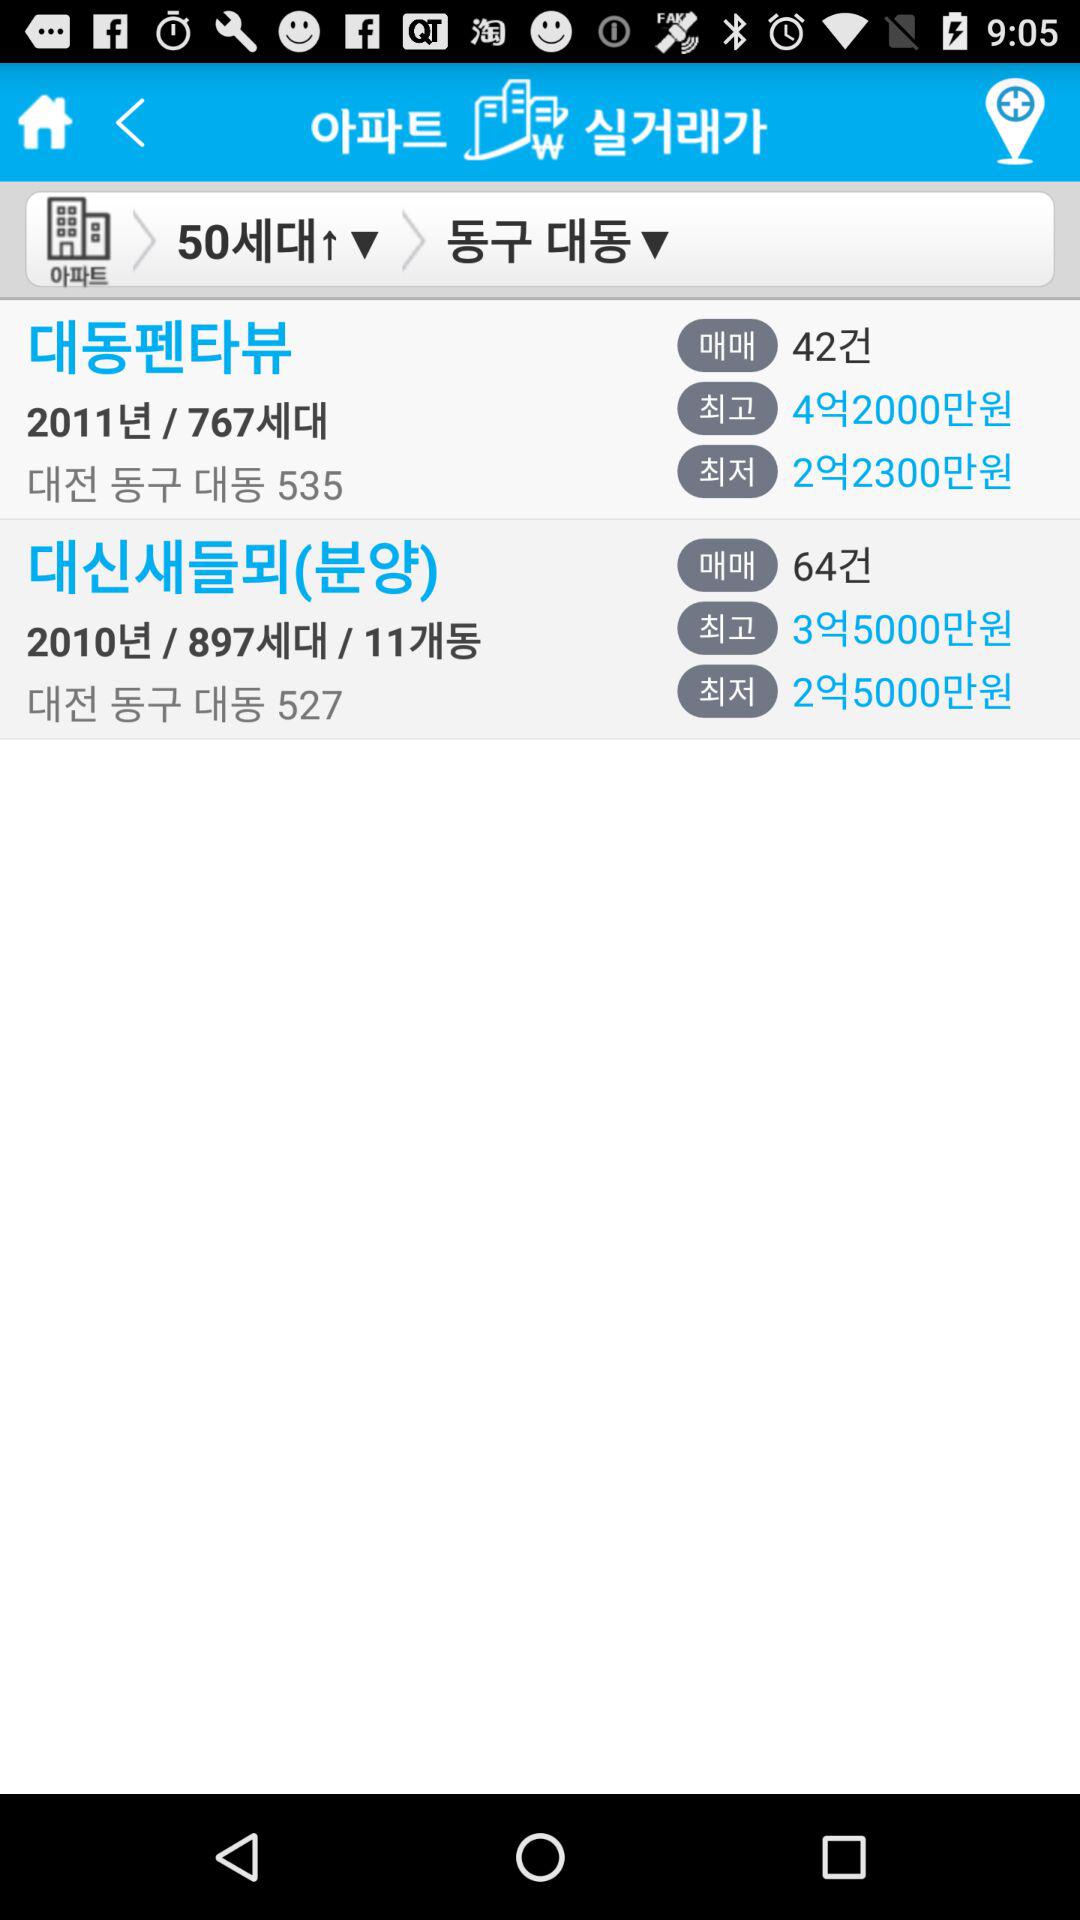 QT 淘 FAKE 9:05
아파트 ₩ 실거래가
아파트 50세대↑▼ 동구 대동▼
대동펜타뷰
2011년 / 767세대
대전 동구 대동 535
매매 42건
최고 4억2000만원
최저 2억2300만원
대신새들뫼(분양)
2010년 / 897세대 / 11개동
대전 동구 대동 527
매매 64건
최고 3억5000만원
최저 2억5000만원